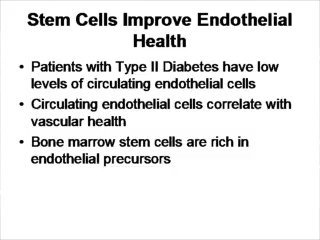 Stem Cells Improve Endothelial
Health
• Patients with Type II Diabetes have low
levels of circulating endothelial cells
• Circulating endothelial cells correlate with
vascular health
• Bone marrow stem cells are rich in
endothelial precursors